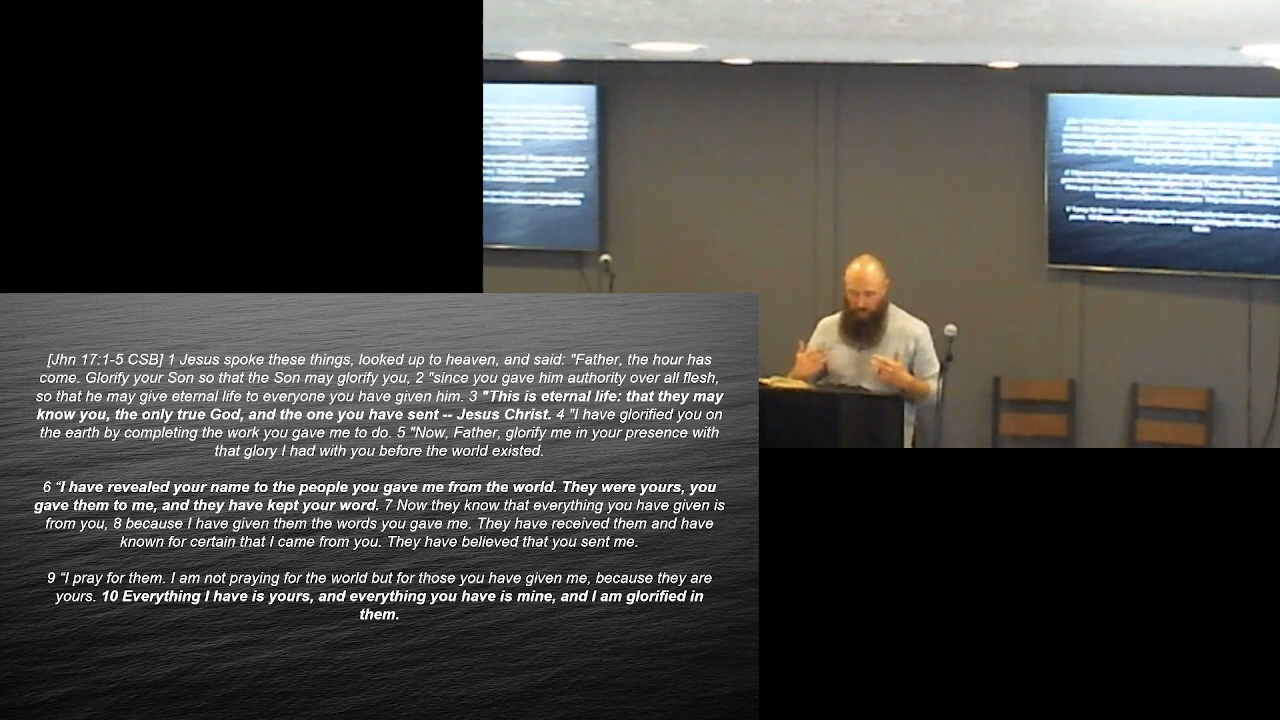 [Jhn 17:1-5 CSB] 1 Jesus spoke these things, looked up to heaven, and said: "Father, the hour has
come. Glorify your Son so that the Son may glorify you, 2 "since you gave him authority over all flesh,
so that he may give eternal life to everyone you have given him. 3 "This is eternal life: that they may
know you, the only true God, and the one you have sent -- Jesus Christ. 4 "I have glorified you on
the earth by completing the work you gave me to do. 5 "Now, Father, glorify me in your presence with
that glory I had with you before the world existed.
6 “I have revealed your name to the people you gave me from the world. They were yours, you
gave them to me, and they have kept your word. 7 Now they know that everything you have given is
from you, 8 because I have given them the words you gave me. They have received them and have
known for certain that I came from you. They have believed that you sent me.
9 “I pray for them. I am not praying for the world but for those you have given me, because they are
yours. 10 Everything I have is yours, and everything you have is mine, and I am glorified in
them.